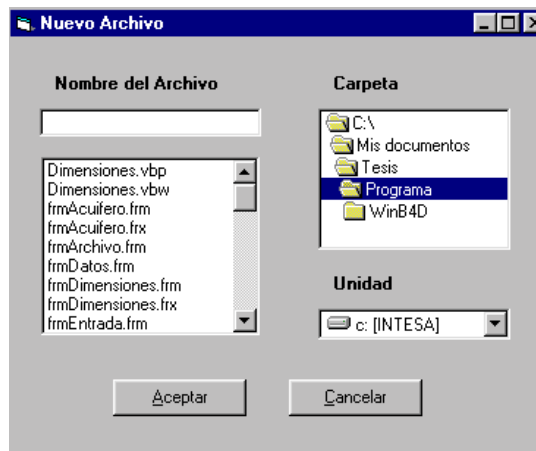 Nuevo Archivo
Nombre del Archivo
Dimensiones.vbp
Dimensiones.vbw
frmAcuifero.frm
frmAcuifero.frx
frmArchivo.frm
frmDatos.frm
frmDimensiones.frm
frmDimensiones.frx
frmEntrada.frm
Carpeta
C:\
Mis documentos
Tesis
Programa
WinB4D
Unidad
c: [INTESA]
Aceptar
Cancelar